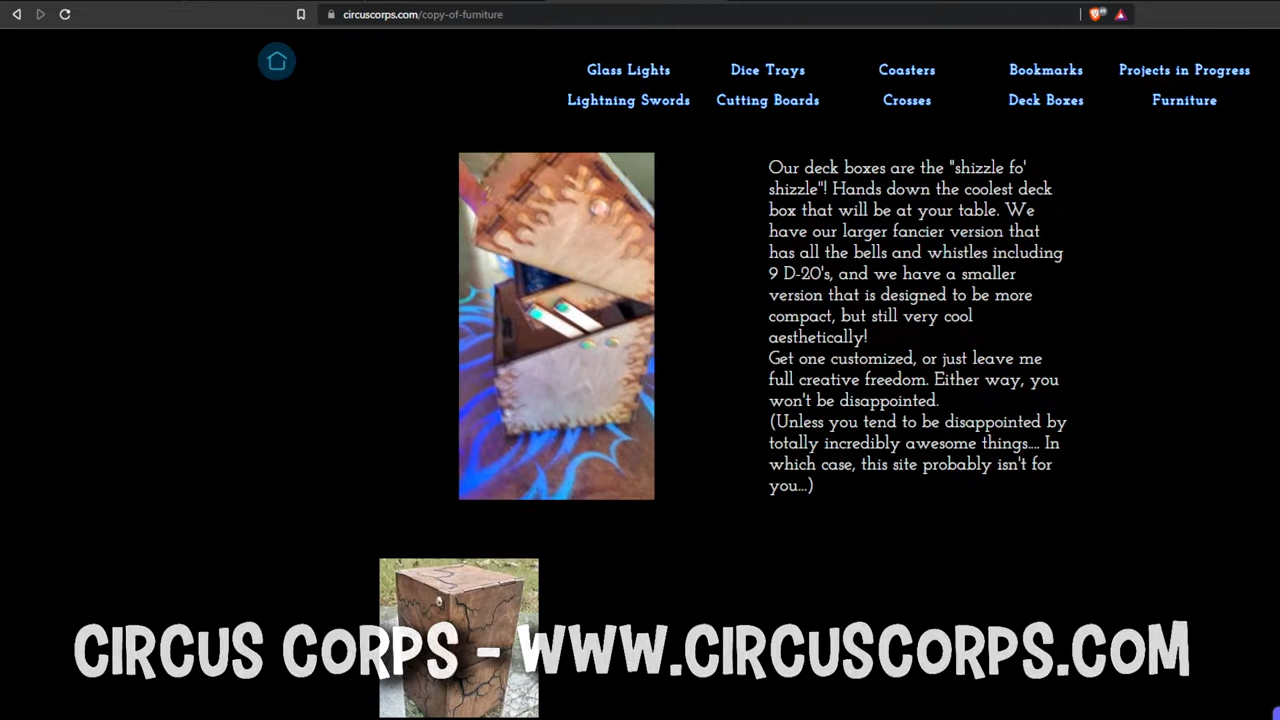 circuscorps.com/copy-of-furniture
Glass Lights
Dice Trays
Coasters
Bookmarks
Projects in Progress
Lightning Swords
Cutting Boards
Crosses
Deck Boxes
Furniture
Our deck boxes are the "shizzle fo'
shizzle"! Hands down the coolest deck
box that will be at your table. We
have our larger fancier version that
has all the bells and whistles including
9 D-20's, and we have a smaller
version that is designed to be more
compact, but still very cool
aesthetically!
Get one customized, or just leave me
full creative freedom. Either way, you
won't be disappointed.
(Unless you tend to be disappointed by
totally incredibly awesome things.... In
which case, this site probably isn't for
you...)
CIRCUS CORPS - WWW.CIRCUSCORPS.COM